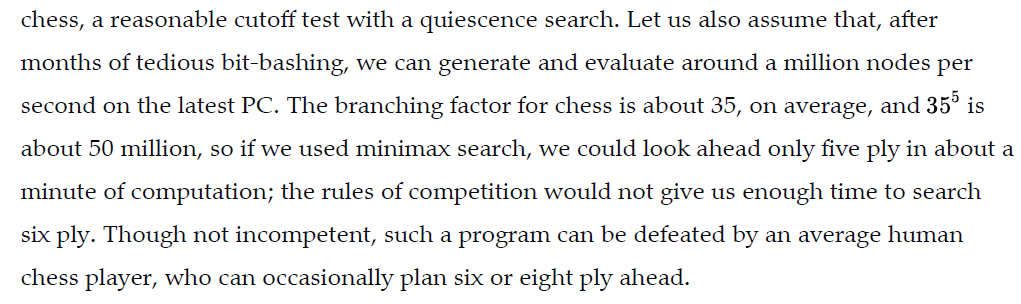 chess, a reasonable cutoff test with a quiescence search. Let us also assume that, after
months of tedious bit-bashing, we can generate and evaluate around a million nodes per
second on the latest PC. The branching factor for chess is about 35, on average, and 35⁵ is
about 50 million, so if we used minimax search, we could look ahead only five ply in about a
minute of computation; the rules of competition would not give us enough time to search
six ply. Though not incompetent, such a program can be defeated by an average human
chess player, who can occasionally plan six or eight ply ahead.